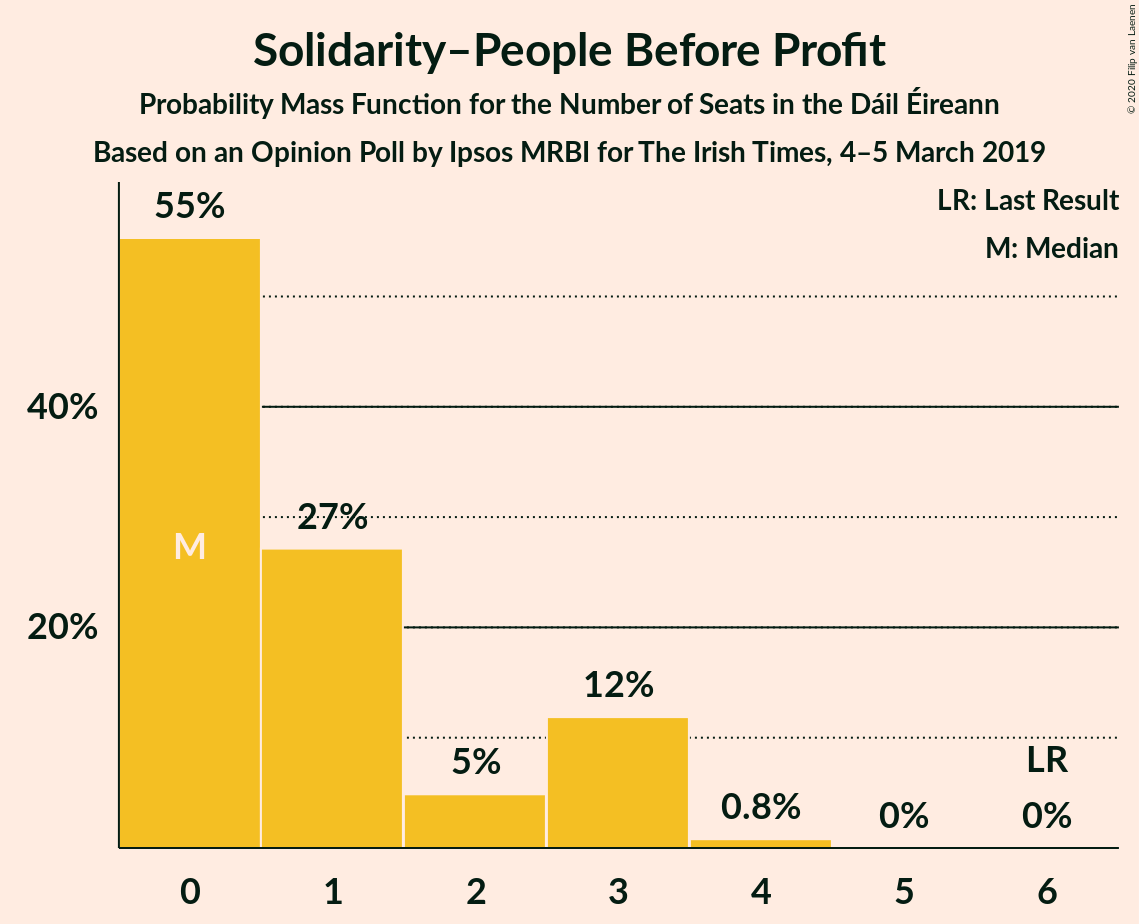 Solidarity–People Before Profit
Probability Mass Function for the Number of Seats in the Dáil Éireann
Based on an Opinion Poll by Ipsos MRBI for The Irish Times, 4–5 March 2019
© 2020 Filip van Laenen
LR: Last Result
M: Median
55%
40%
27%
M
20%
12%
5%
LR
0.8%
0%
0%
0 1 2 3 4 5 6